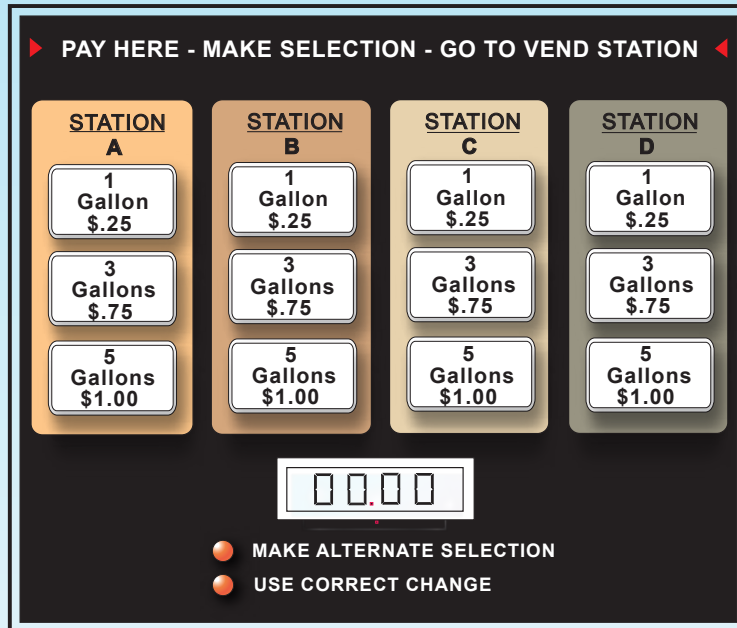 PAY HERE - MAKE SELECTION - GO TO VEND STATION
STATION
A
1
Gallon
$.25
3
Gallons
$.75
5
Gallons
$1.00
STATION
B
1
Gallon
$.25
3
Gallons
$.75
5
Gallons
$1.00
STATION
C
1
Gallon
$.25
3
Gallons
$.75
5
Gallons
$1.00
STATION
D
1
Gallon
$.25
3
Gallons
$.75
5
Gallons
$1.00
00.00
MAKE ALTERNATE SELECTION
USE CORRECT CHANGE